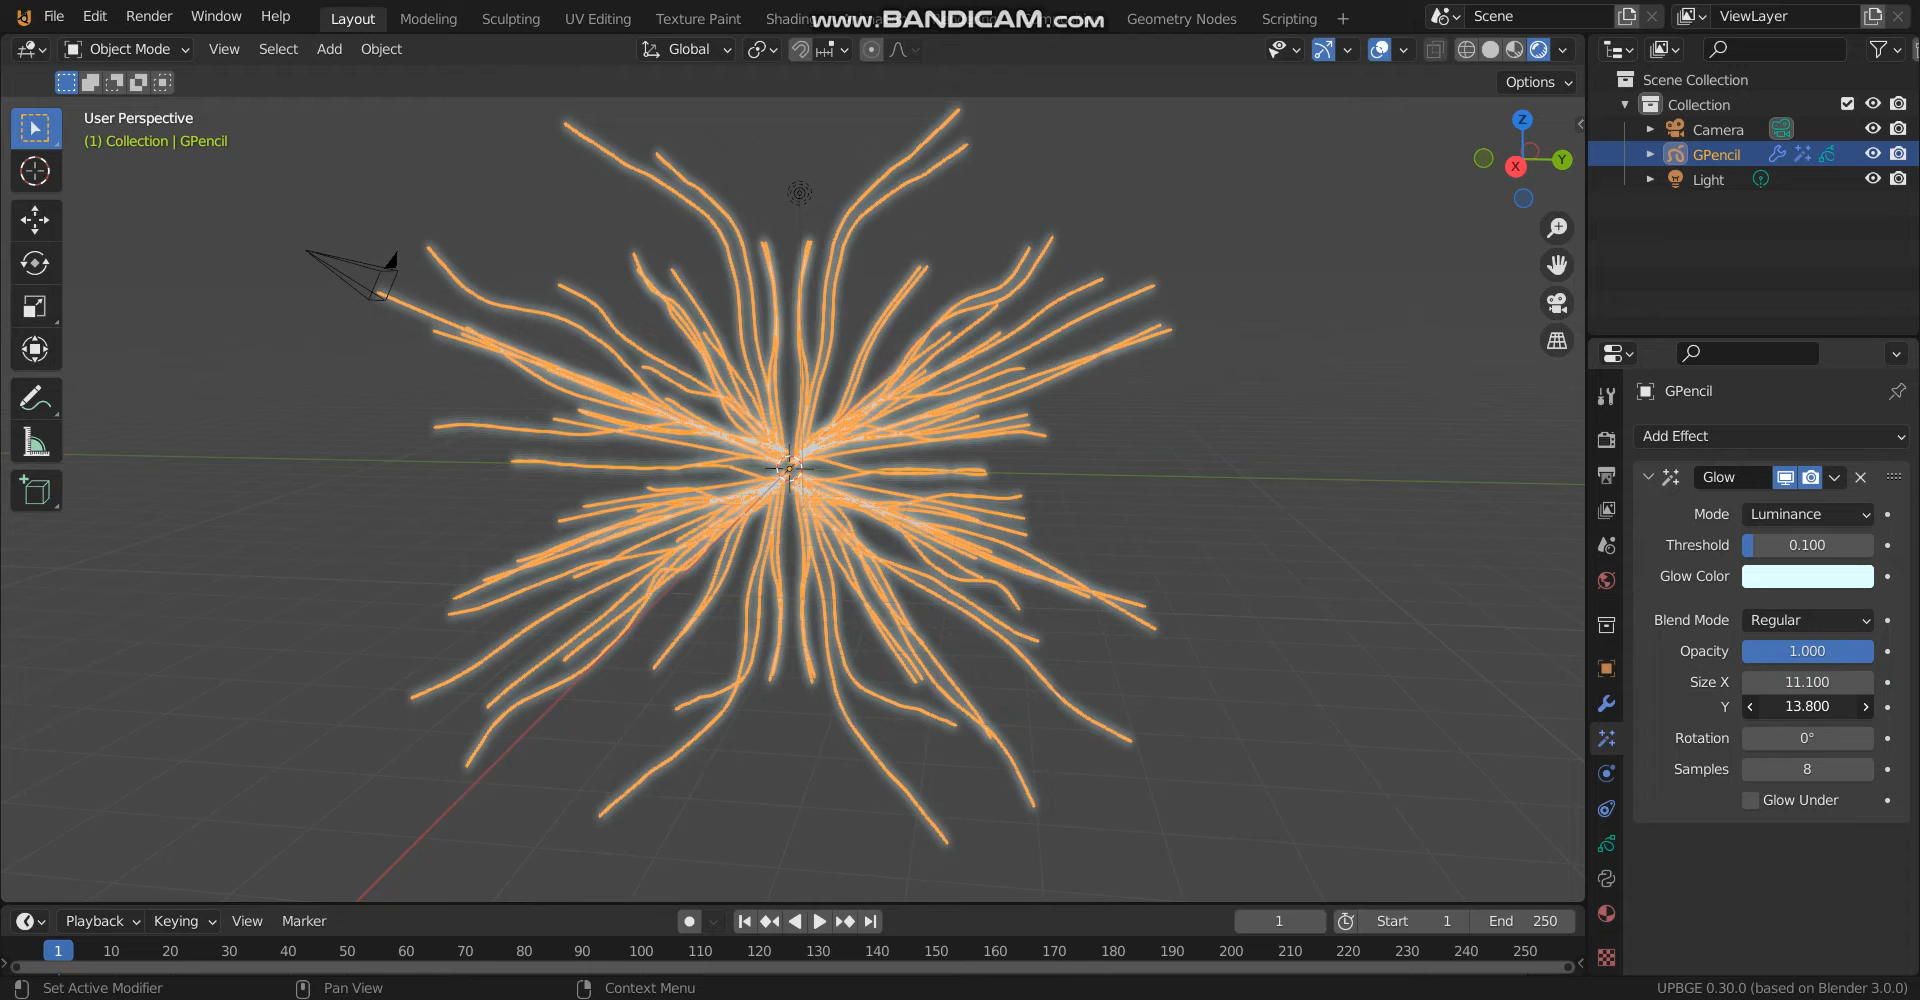 File Edit Render Window Help Layout Modeling Sculpting UV Editing Texture Paint Shading Geometry Nodes Scripting + Scene ViewLayer
www.BANDICAM.com
Object Mode View Select Add Object Global
Options
User Perspective
(1) Collection | GPencil
Z
Y
X
Scene Collection
Collection
Camera
GPencil
Light
GPencil
Add Effect
Glow
Mode Luminance
Threshold 0.100
Glow Color
Blend Mode Regular
Opacity 1.000
Size X 11.100
Y 13.800
Rotation 0°
Samples 8
Glow Under
Playback Keying View Marker 1 Start 1 End 250
1 10 20 30 40 50 60 70 80 90 100 110 120 130 140 150 160 170 180 190 200 210 220 230 240 250
Set Active Modifier Pan View Context Menu UPBGE 0.30.0 (based on Blender 3.0.0)